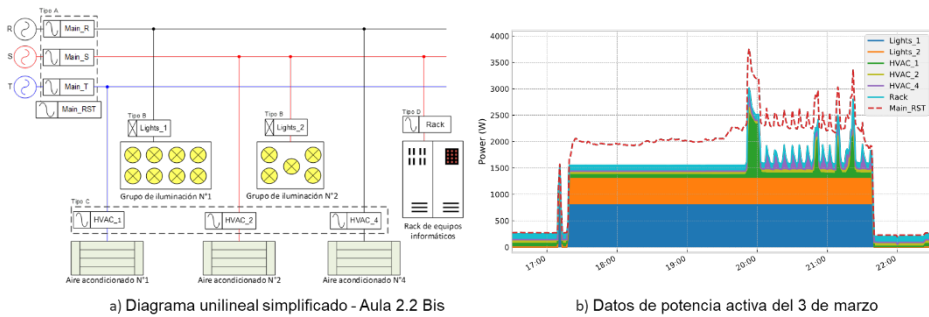 Tipo A
R
Main_R
S
Main_S
T
Main_T
Main_RST
Tipo B
Lights_1
Tipo B
Lights_2
Tipo D
Rack
Grupo de iluminación N°1
Grupo de iluminación N°2
Tipo C
HVAC_1
HVAC_2
HVAC_4
Rack de equipos
informáticos
Aire acondicionado N°1
Aire acondicionado N°2
Aire acondicionado N°4
a) Diagrama unilineal simplificado - Aula 2.2 Bis
Power (W)
4000
3500
3000
2500
2000
1500
1000
500
0
17:00
18:00
19:00
20:00
21:00
22:00
Lights_1
Lights_2
HVAC_1
HVAC_2
HVAC_4
Rack
Main_RST
b) Datos de potencia activa del 3 de marzo